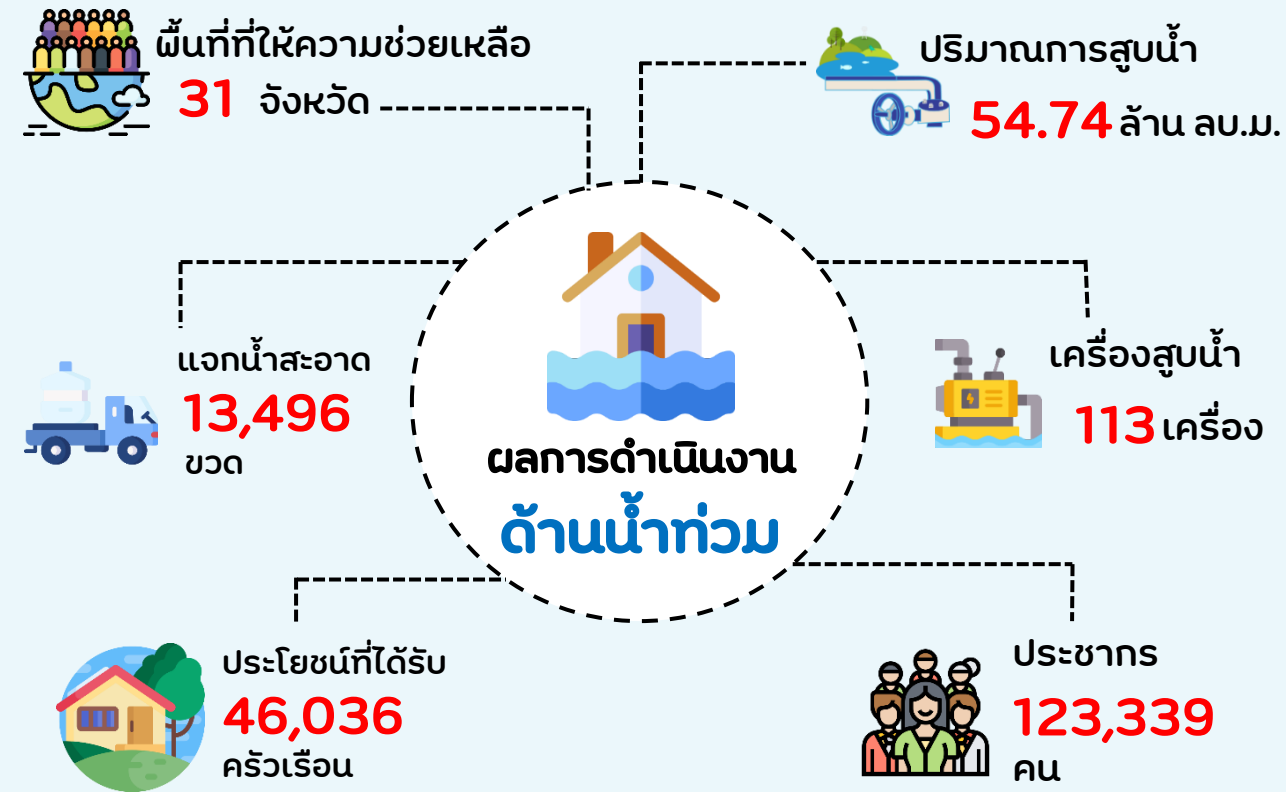 พื้นที่ที่ให้ความช่วยเหลือ
31 จังหวัด
ปริมาณการสูบน้ำ
54.74 ล้าน ลบ.ม.
แจกน้ำสะอาด
13,496
ขวด
เครื่องสูบน้ำ
113 เครื่อง
ผลการดำเนินงาน
ด้านน้ำท่วม
ประโยชน์ที่ได้รับ
46,036
ครัวเรือน
ประชากร
123,339
คน